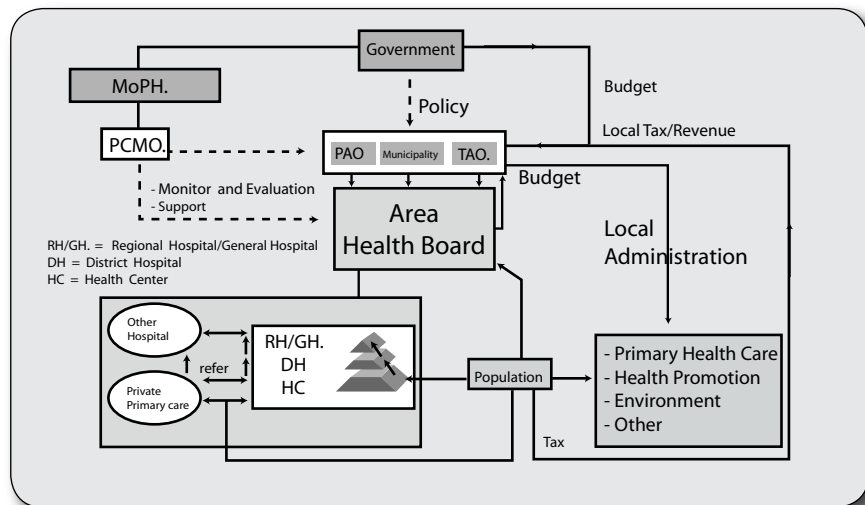 Government
MoPH.
Budget
Policy
Local Tax/Revenue
PCMO.
PAO
Municipality
TAO.
- Monitor and Evaluation
- Support
Budget
Area
Health Board
Local
Administration
RH/GH. = Regional Hospital/General Hospital
DH = District Hospital
HC = Health Center
Other
Hospital
refer
Private
Primary care
RH/GH.
DH
HC
Population
- Primary Health Care
- Health Promotion
- Environment
- Other
Tax